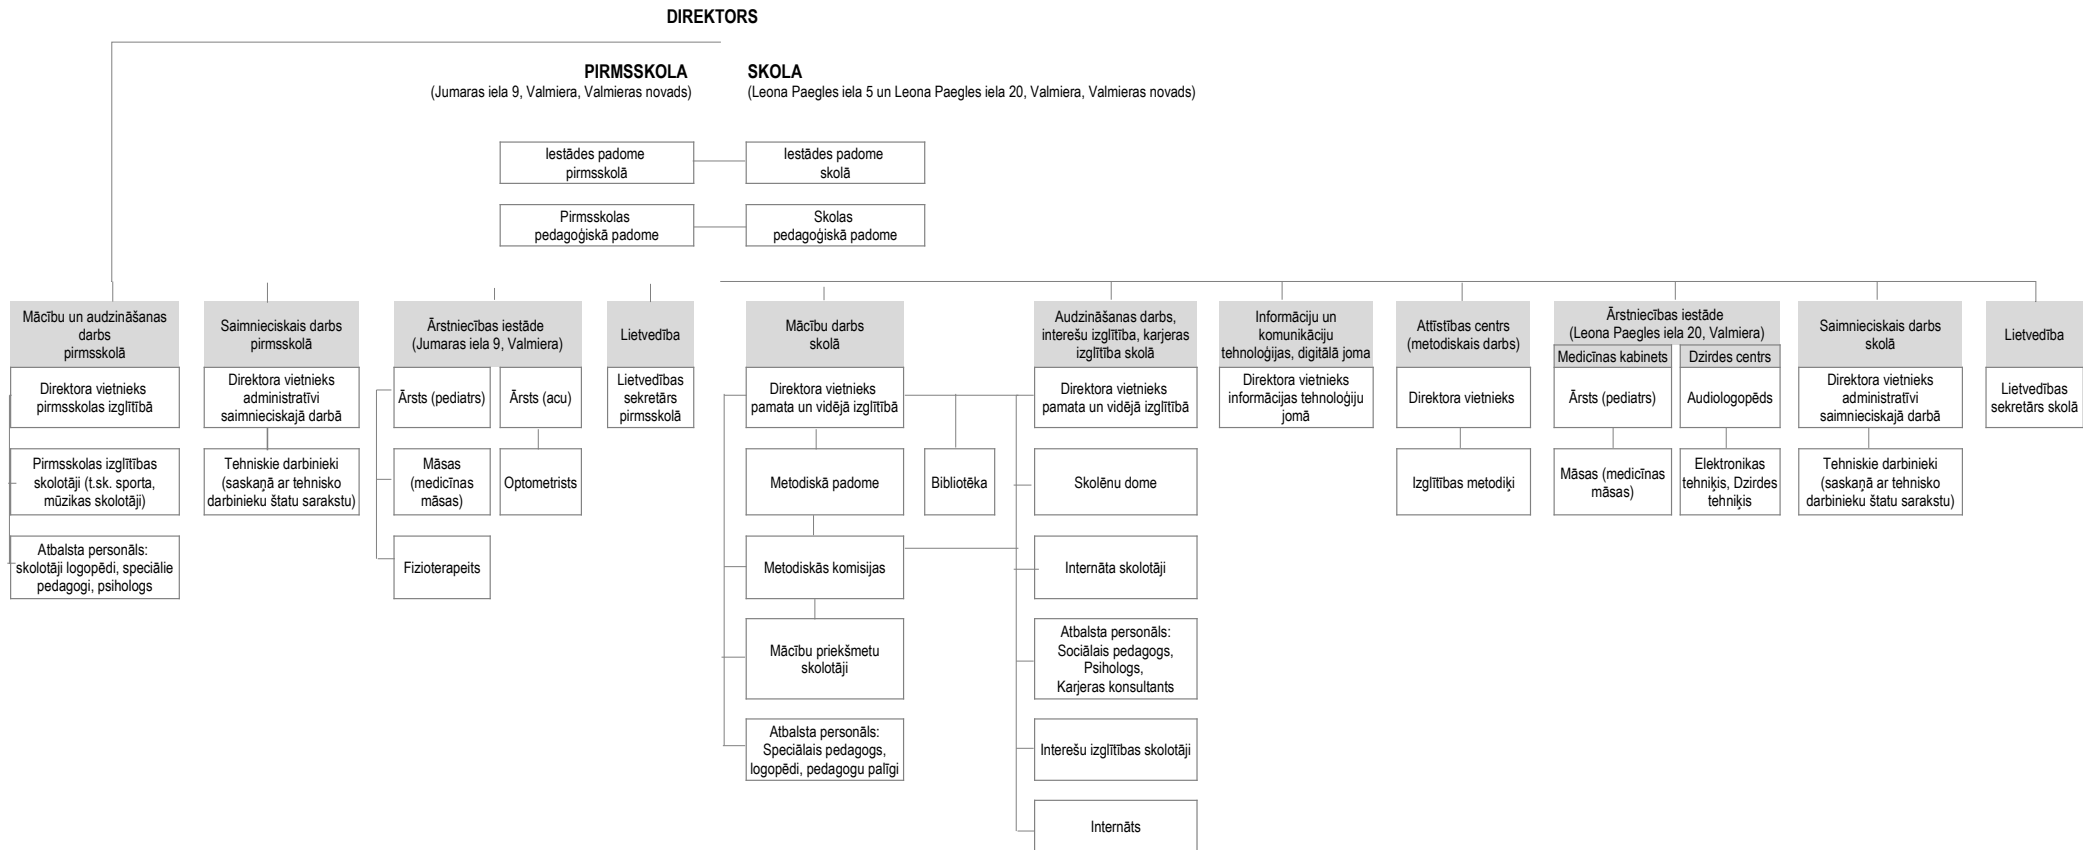 DIREKTORS
PIRMSSKOLA
(Jumaras iela 9, Valmiera, Valmieras novads)
SKOLA
(Leona Paegles iela 5 un Leona Paegles iela 20, Valmiera, Valmieras novads)
Iestādes padome
pirmsskolā
Iestādes padome
skolā
Pirmsskolas
pedagoģiskā padome
Skolas
pedagoģiskā padome
Mācību un audzināšanas
darbs
pirmsskolā
Direktora vietnieks
pirmsskolas izglītībā
Pirmsskolas izglītības
skolotāji (t.sk. sporta,
mūzikas skolotāji)
Atbalsta personāls:
skolotāji logopēdi, speciālie
pedagogi, psihologs
Saimnieciskais darbs
pirmsskolā
Direktora vietnieks
administratīvi
saimnieciskajā darbā
Tehniskie darbinieki
(saskaņā ar tehnisko
darbinieku štatu sarakstu)
Ārstniecības iestāde
(Jumaras iela 9, Valmiera)
Ārsts (pediatrs)
Māsas
(medicīnas
māsas)
Fizioterapeits
Ārsts (acu)
Optometrists
Lietvedība
Lietvedības
sekretārs
pirmsskolā
Mācību darbs
skolā
Direktora vietnieks
pamata un vidējā izglītībā
Metodiskā padome
Metodiskās komisijas
Mācību priekšmetu
skolotāji
Atbalsta personāls:
Speciālais pedagogs,
logopēdi, pedagogu palīgi
Bibliotēka
Audzināšanas darbs,
interešu izglītība, karjeras
izglītība skolā
Direktora vietnieks
pamata un vidējā izglītībā
Skolēnu dome
Internāta skolotāji
Atbalsta personāls:
Sociālais pedagogs,
Psihologs,
Karjeras konsultants
Interešu izglītības skolotāji
Internāts
Informāciju un
komunikāciju
tehnoloģijas, digitālā joma
Direktora vietnieks
informācijas tehnoloģiju
jomā
Attīstības centrs
(metodiskais darbs)
Direktora vietnieks
Izglītības metodiķi
Ārstniecības iestāde
(Leona Paegles iela 20, Valmiera)
Medicīnas kabinets
Ārsts (pediatrs)
Māsas (medicīnas
māsas)
Dzirdes centrs
Audiologopēds
Elektronikas
tehniķis, Dzirdes
tehniķis
Saimnieciskais darbs
skolā
Direktora vietnieks
administratīvi
saimnieciskajā darbā
Tehniskie darbinieki
(saskaņā ar tehnisko
darbinieku štatu sarakstu)
Lietvedība
Lietvedības
sekretārs skolā